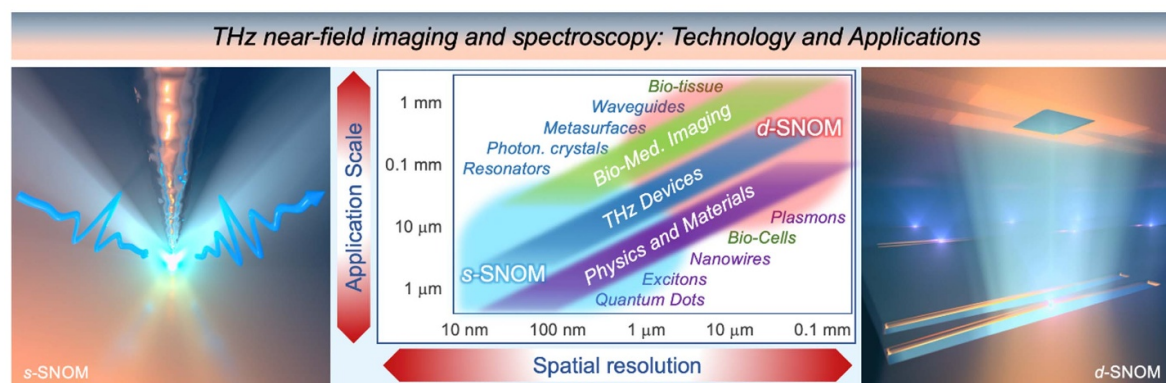 THz near-field imaging and spectroscopy: Technology and Applications
s-SNOM
Application Scale
1 mm
0.1 mm
10 μm
1 μm
Bio-tissue
Waveguides
Metasurfaces
Photon. crystals
Resonators
Bio-Med. Imaging
d-SNOM
THz Devices
Physics and Materials
s-SNOM
Plasmons
Bio-Cells
Nanowires
Excitons
Quantum Dots
10 nm
100 nm
1 μm
10 μm
0.1 mm
Spatial resolution
d-SNOM